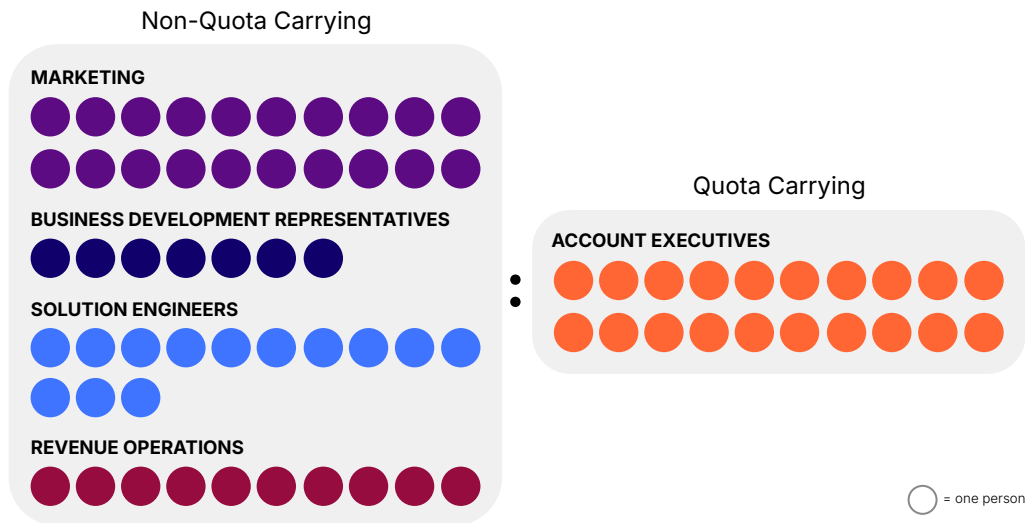 Non-Quota Carrying
MARKETING
BUSINESS DEVELOPMENT REPRESENTATIVES
SOLUTION ENGINEERS
REVENUE OPERATIONS
:
Quota Carrying
ACCOUNT EXECUTIVES
= one person